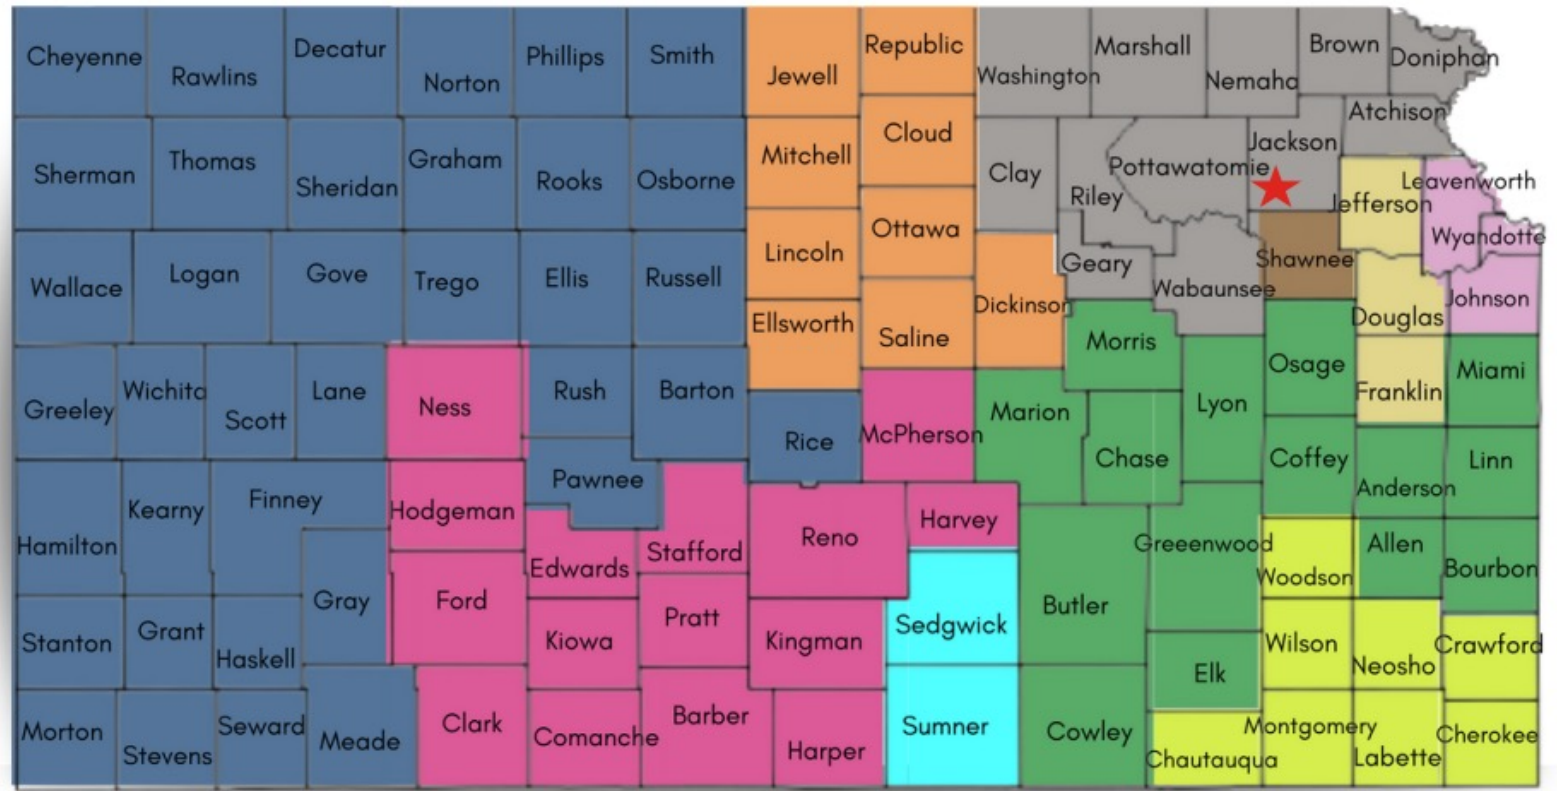 Cheyenne
Rawlins
Decatur
Norton
Phillips
Smith
Jewell
Republic
Washington
Marshall
Nemaha
Brown
Doniphan
Sherman
Thomas
Sheridan
Graham
Rooks
Osborne
Mitchell
Cloud
Clay
Riley
Pottawatomie
Jackson
Atchison
Jefferson
Leavenworth
Wyandotte
Wallace
Logan
Gove
Trego
Ellis
Russell
Lincoln
Ottawa
Dickinson
Geary
Wabaunsee
Shawnee
Douglas
Johnson
Ellsworth
Saline
Morris
Osage
Franklin
Miami
Greeley
Wichita
Scott
Lane
Ness
Rush
Barton
Rice
McPherson
Marion
Chase
Lyon
Coffey
Anderson
Linn
Hamilton
Kearny
Finney
Hodgeman
Pawnee
Stafford
Reno
Harvey
Greeenwood
Woodson
Allen
Bourbon
Gray
Ford
Edwards
Kiowa
Pratt
Kingman
Sedgwick
Butler
Elk
Wilson
Neosho
Crawford
Stanton
Grant
Haskell
Morton
Stevens
Seward
Meade
Clark
Comanche
Barber
Harper
Sumner
Cowley
Chautauqua
Montgomery
Labette
Cherokee